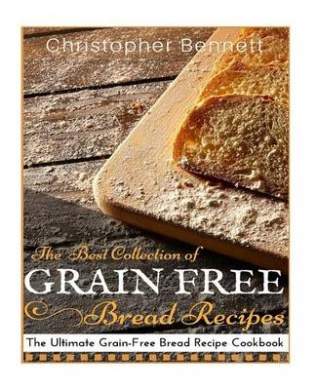 Christopher Bennett
The Best Collection of
GRAIN FREE
Bread Recipes
The Ultimate Grain-Free Bread Recipe Cookbook